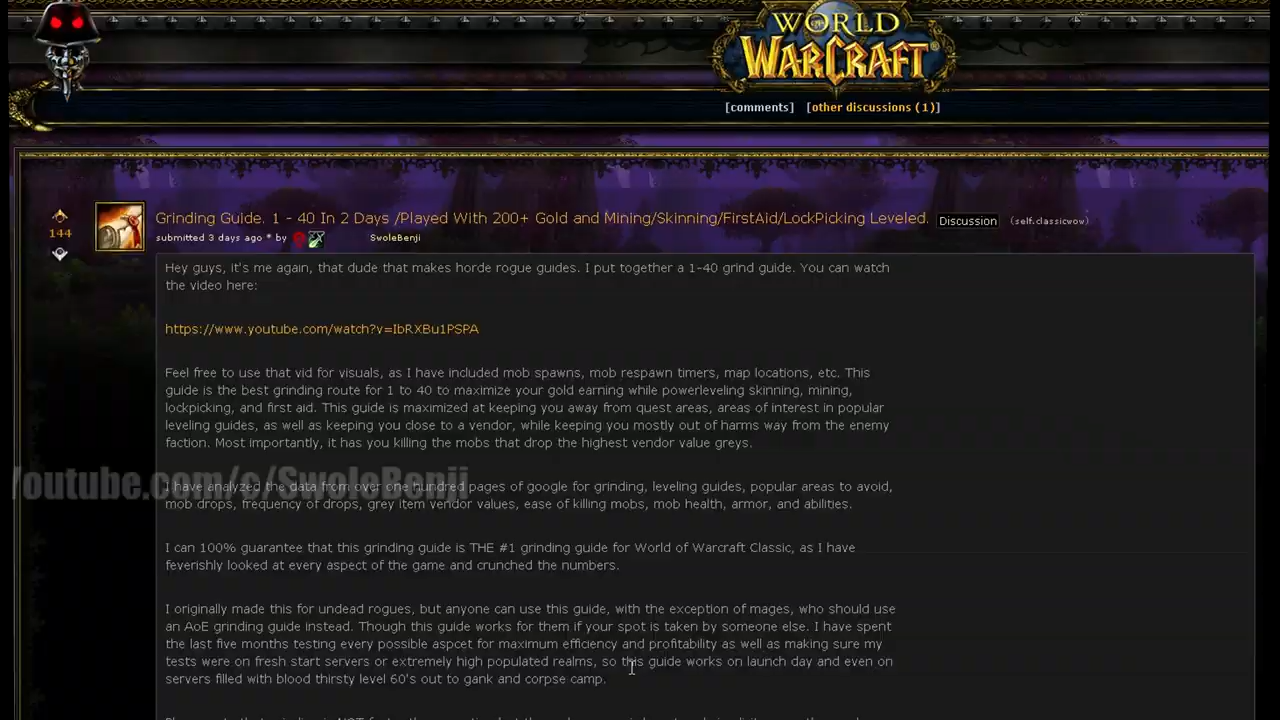 WORLD
WARCRAFT
[comments] [other discussions (1)]
Grinding Guide. 1 - 40 In 2 Days /Played With 200+ Gold and Mining/Skinning/FirstAid/LockPicking Leveled. Discussion (self.classicwow)
144
submitted 3 days ago * by SwoleBenji
Hey guys, it's me again, that dude that makes horde rogue guides. I put together a 1-40 grind guide. You can watch
the video here:
https://www.youtube.com/watch?v=IbRXBu1PSPA
Feel free to use that vid for visuals, as I have included mob spawns, mob respawn timers, map locations, etc. This
guide is the best grinding route for 1 to 40 to maximize your gold earning while powerleveling skinning, mining,
lockpicking, and first aid. This guide is maximized at keeping you away from quest areas, areas of interest in popular
leveling guides, as well as keeping you close to a vendor, while keeping you mostly out of harms way from the enemy
faction. Most importantly, it has you killing the mobs that drop the highest vendor value greys.
/outube.com/c/SwoleBenji
I have analyzed the data from over one hundred pages of google for grinding, leveling guides, popular areas to avoid,
mob drops, frequency of drops, grey item vendor values, ease of killing mobs, mob health, armor, and abilities.
I can 100% guarantee that this grinding guide is THE #1 grinding guide for World of Warcraft Classic, as I have
feverishly looked at every aspect of the game and crunched the numbers.
I originally made this for undead rogues, but anyone can use this guide, with the exception of mages, who should use
an AoE grinding guide instead. Though this guide works for them if your spot is taken by someone else. I have spent
the last five months testing every possible aspcet for maximum efficiency and profitability as well as making sure my
tests were on fresh start servers or extremely high populated realms, so this guide works on launch day and even on
servers filled with blood thirsty level 60's out to gank and corpse camp.